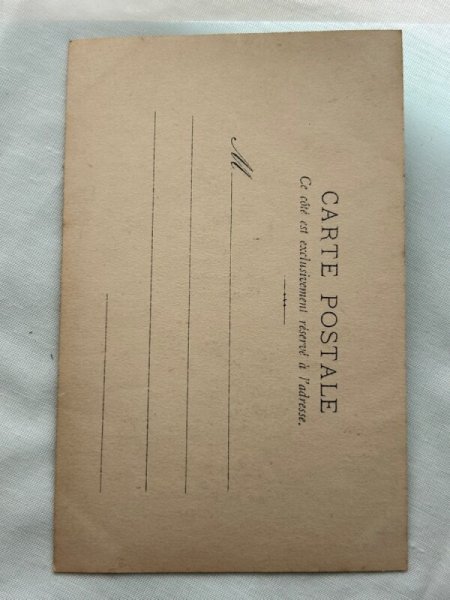 CARTE POSTALE
Ce côté est exclusivement réservé à l'adresse.
M